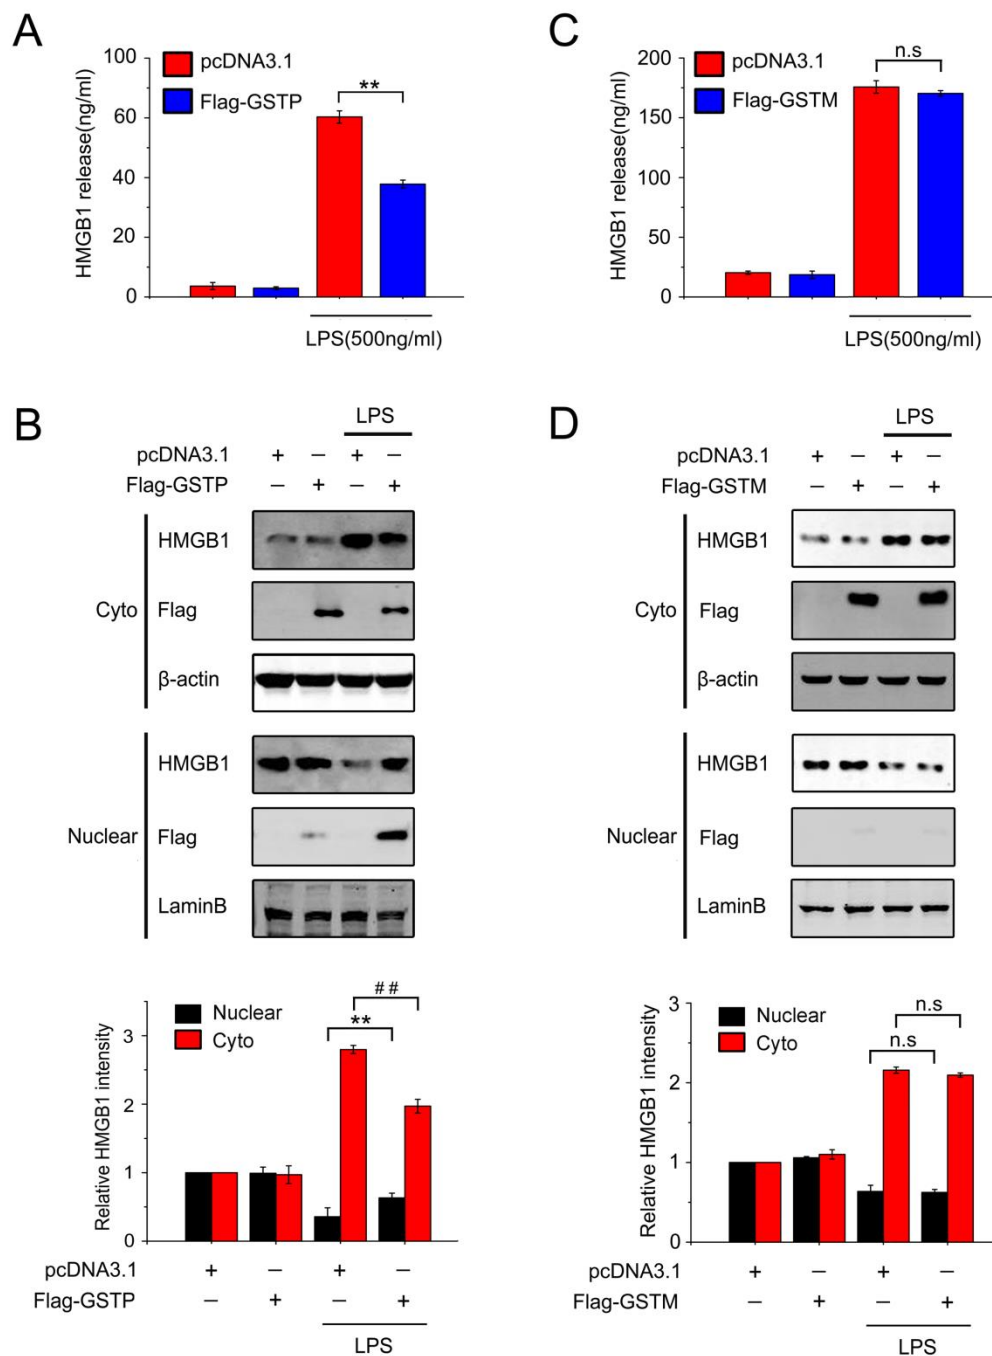 A
pcDNA3.1
Flag-GSTP
**
HMGB1 release(ng/ml)
100
80
60
40
20
0
LPS(500ng/ml)
C
pcDNA3.1
Flag-GSTM
n.s
HMGB1 release(ng/ml)
200
150
100
50
0
LPS(500ng/ml)
B
LPS
pcDNA3.1 + – + –
Flag-GSTP – + – +
Cyto
HMGB1
Flag
β-actin
Nuclear
HMGB1
Flag
LaminB
Nuclear
Cyto
##
**
Relative HMGB1 intensity
3
2
1
0
pcDNA3.1 + – + –
Flag-GSTP – + – +
LPS
D
LPS
pcDNA3.1 + – + –
Flag-GSTM – + – +
Cyto
HMGB1
Flag
β-actin
Nuclear
HMGB1
Flag
LaminB
Nuclear
Cyto
n.s
n.s
Relative HMGB1 intensity
3
2
1
0
pcDNA3.1 + – + –
Flag-GSTM – + – +
LPS